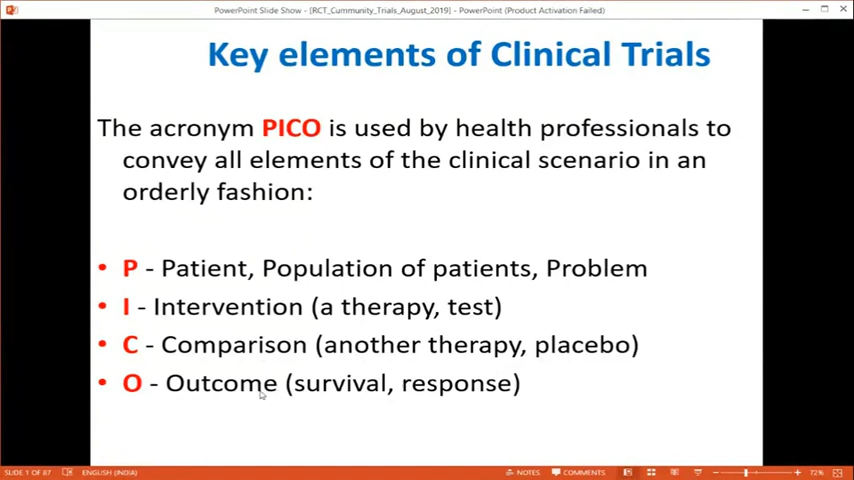 PowerPoint Slide Show - [RCT_Cummunity_Trials_August_2019] - PowerPoint (Product Activation Failed)
Key elements of Clinical Trials
The acronym PICO is used by health professionals to
convey all elements of the clinical scenario in an
orderly fashion:
• P - Patient, Population of patients, Problem
• I - Intervention (a therapy, test)
• C - Comparison (another therapy, placebo)
• O - Outcome (survival, response)
SLIDE 1 OF 87 ENGLISH (INDIA) NOTES COMMENTS 72%